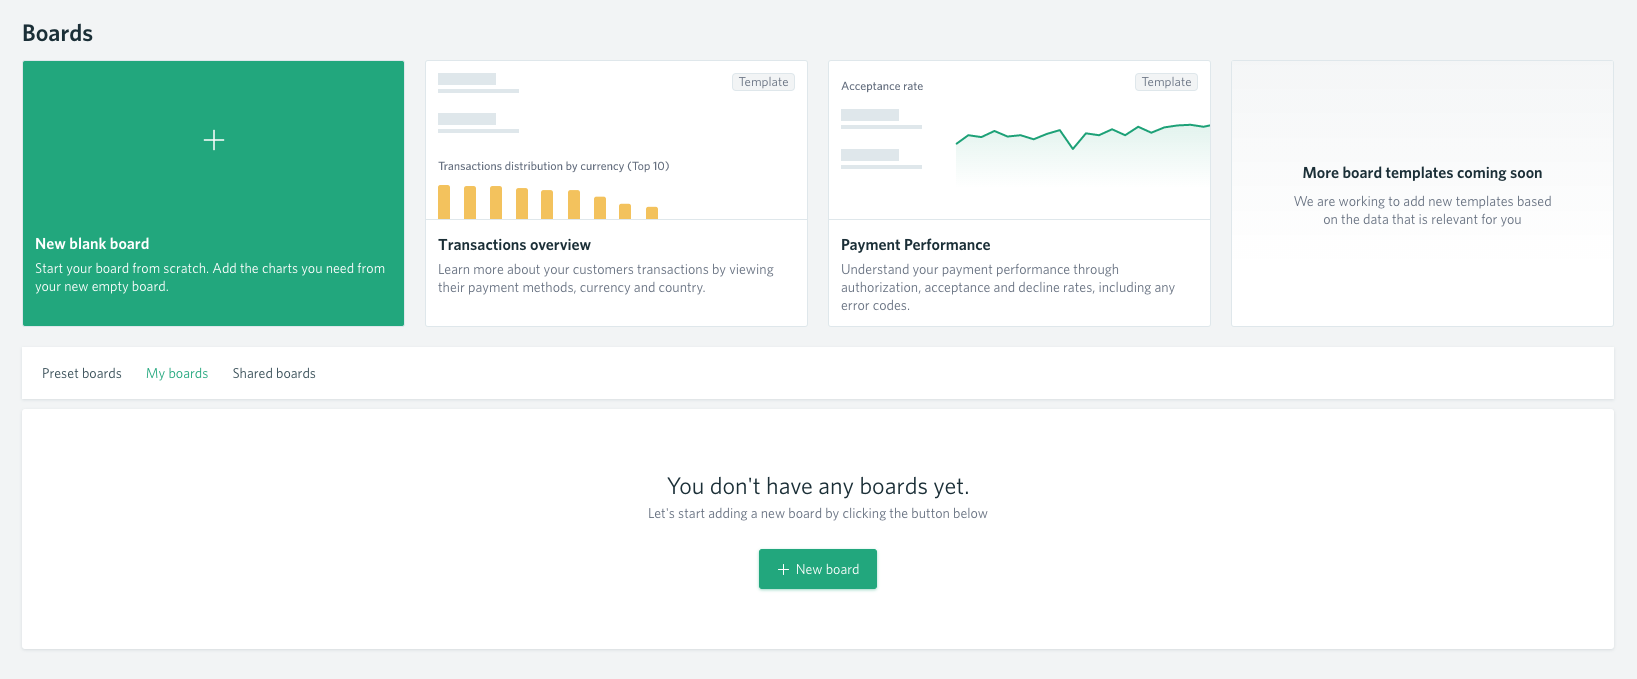 Boards
New blank board
Start your board from scratch. Add the charts you need from
your new empty board.
Template
Transactions distribution by currency (Top 10)
Transactions overview
Learn more about your customers transactions by viewing
their payment methods, currency and country.
Acceptance rate
Template
Payment Performance
Understand your payment performance through
authorization, acceptance and decline rates, including any
error codes.
More board templates coming soon
We are working to add new templates based
on the data that is relevant for you
Preset boards My boards Shared boards
You don't have any boards yet.
Let's start adding a new board by clicking the button below
New board